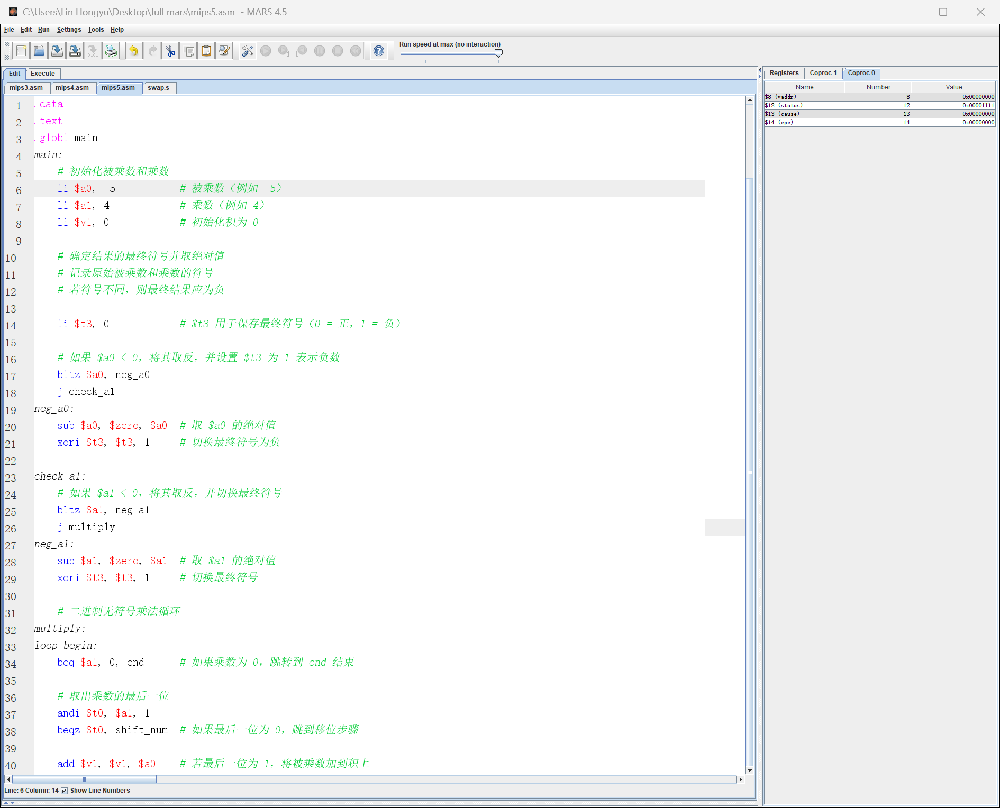 C:\Users\Lin Hongyu\Desktop\full mars\mips5.asm - MARS 4.5
File Edit Run Settings Tools Help
Run speed at max (no interaction)
Edit Execute
mips3.asm mips4.asm mips5.asm swap.s
1 .data
2 .text
3 .globl main
4 main:
5 # 初始化被乘数和乘数
6 li $a0, -5 # 被乘数（例如 -5）
7 li $a1, 4 # 乘数（例如 4）
8 li $v1, 0 # 初始化积为 0
9
10 # 确定结果的最终符号并取绝对值
11 # 记录原始被乘数和乘数的符号
12 # 若符号不同，则最终结果应为负
13
14 li $t3, 0 # $t3 用于保存最终符号（0 = 正，1 = 负）
15
16 # 如果 $a0 < 0，将其取反，并设置 $t3 为 1 表示负数
17 bltz $a0, neg_a0
18 j check_a1
19 neg_a0:
20 sub $a0, $zero, $a0 # 取 $a0 的绝对值
21 xori $t3, $t3, 1 # 切换最终符号为负
22
23 check_a1:
24 # 如果 $a1 < 0，将其取反，并切换最终符号
25 bltz $a1, neg_a1
26 j multiply
27 neg_a1:
28 sub $a1, $zero, $a1 # 取 $a1 的绝对值
29 xori $t3, $t3, 1 # 切换最终符号
30
31 # 二进制无符号乘法循环
32 multiply:
33 loop_begin:
34 beq $a1, 0, end # 如果乘数为 0，跳转到 end 结束
35
36 # 取出乘数的最后一位
37 andi $t0, $a1, 1
38 beqz $t0, shift_num # 如果最后一位为 0，跳到移位步骤
39
40 add $v1, $v1, $a0 # 若最后一位为 1，将被乘数加到积上
Line: 6 Column: 14 Show Line Numbers
Registers Coproc 1 Coproc 0
Name Number Value
$8 (vaddr) 8 0x00000000
$12 (status) 12 0x0000ff11
$13 (cause) 13 0x00000000
$14 (epc) 14 0x00000000